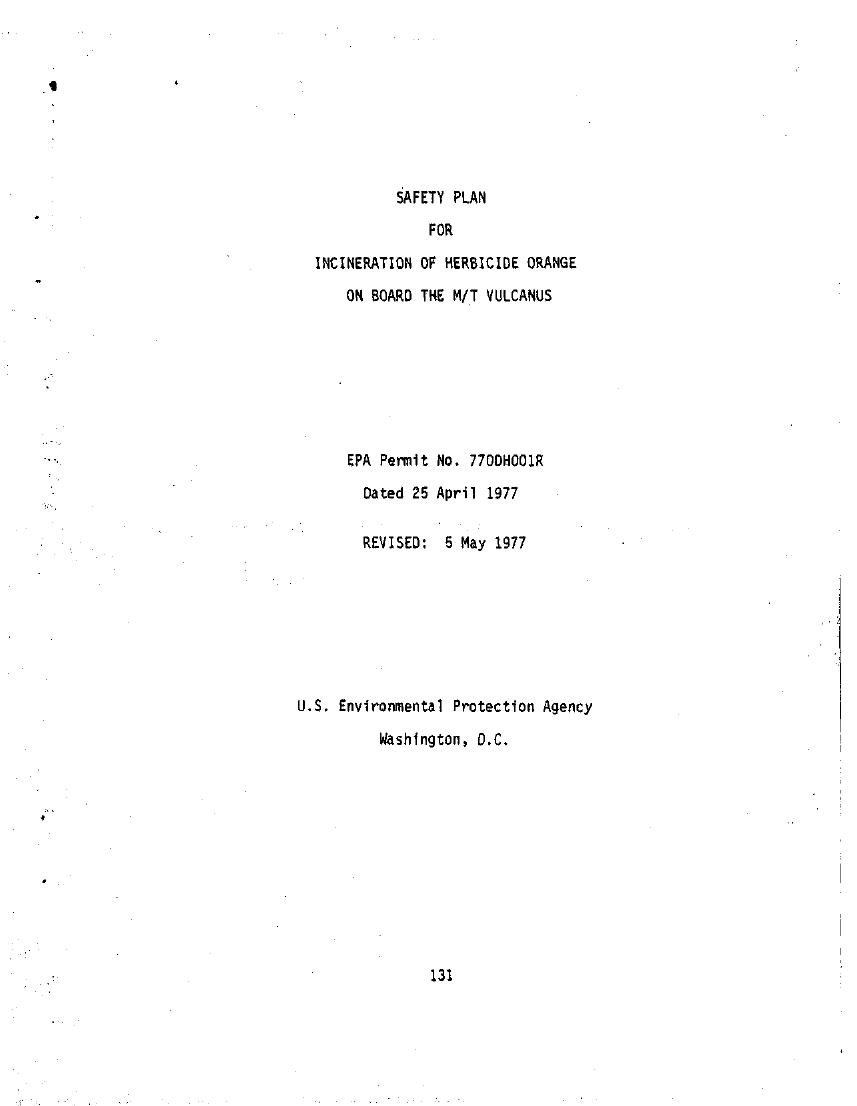 SAFETY PLAN
FOR
INCINERATION OF HERBICIDE ORANGE
ON BOARD THE M/T VULCANUS
EPA Permit No. 770DH001R
Dated 25 April 1977
REVISED: 5 May 1977
U.S. Environmental Protection Agency
Washington, D.C.
131